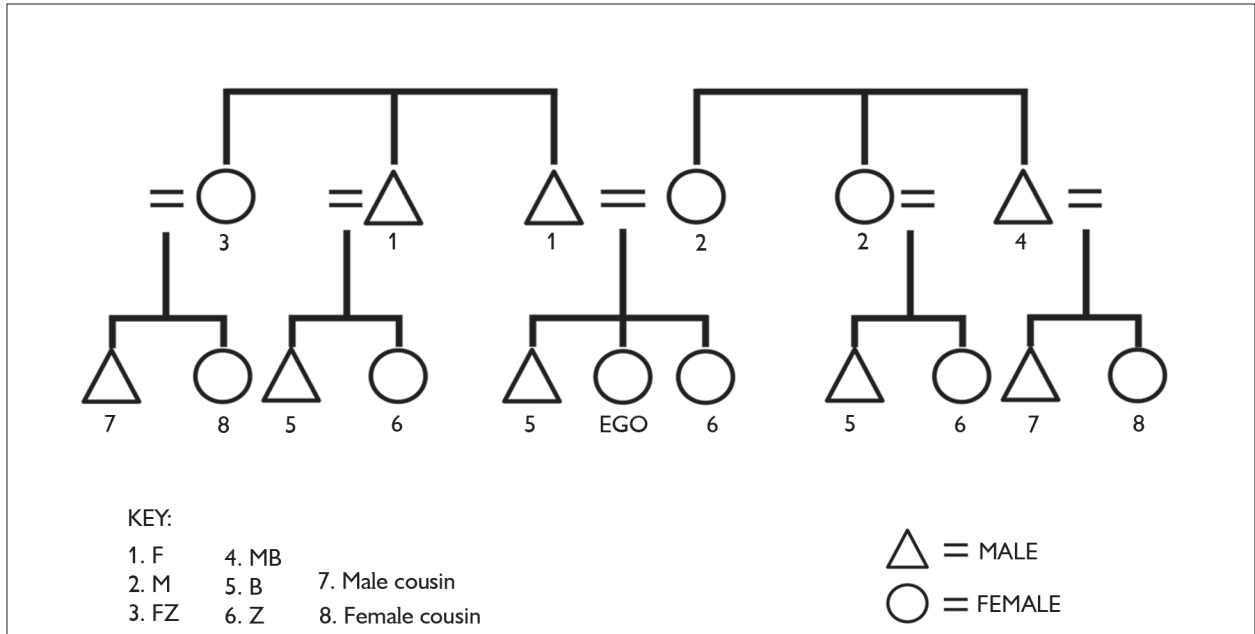 3 1 1 2 2 4
7 8 5 6 5 EGO 6 5 6 7 8
KEY:
1. F
2. M
3. FZ
4. MB
5. B
6. Z
7. Male cousin
8. Female cousin
= MALE
= FEMALE